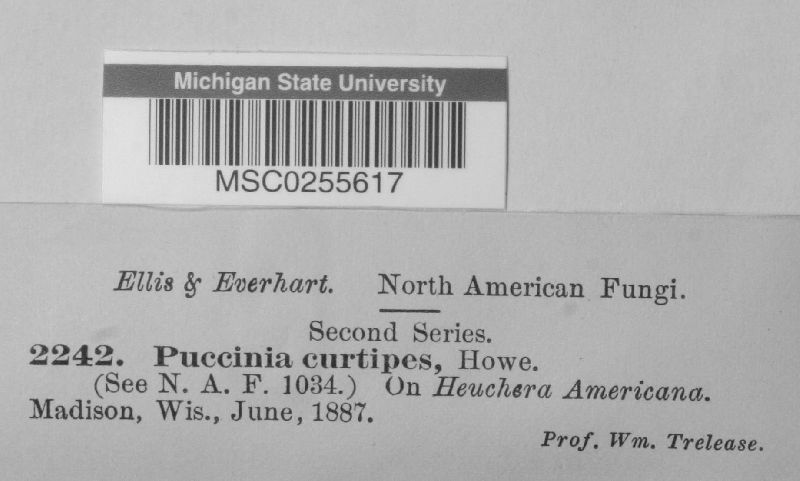 Michigan State University
MSC0255617
Ellis & Everhart. North American Fungi.
Second Series.
2242. Puccinia curtipes, Howe.
(See N. A. F. 1034.) On Heuchera Americana.
Madison, Wis., June, 1887.
Prof. Wm. Trelease.